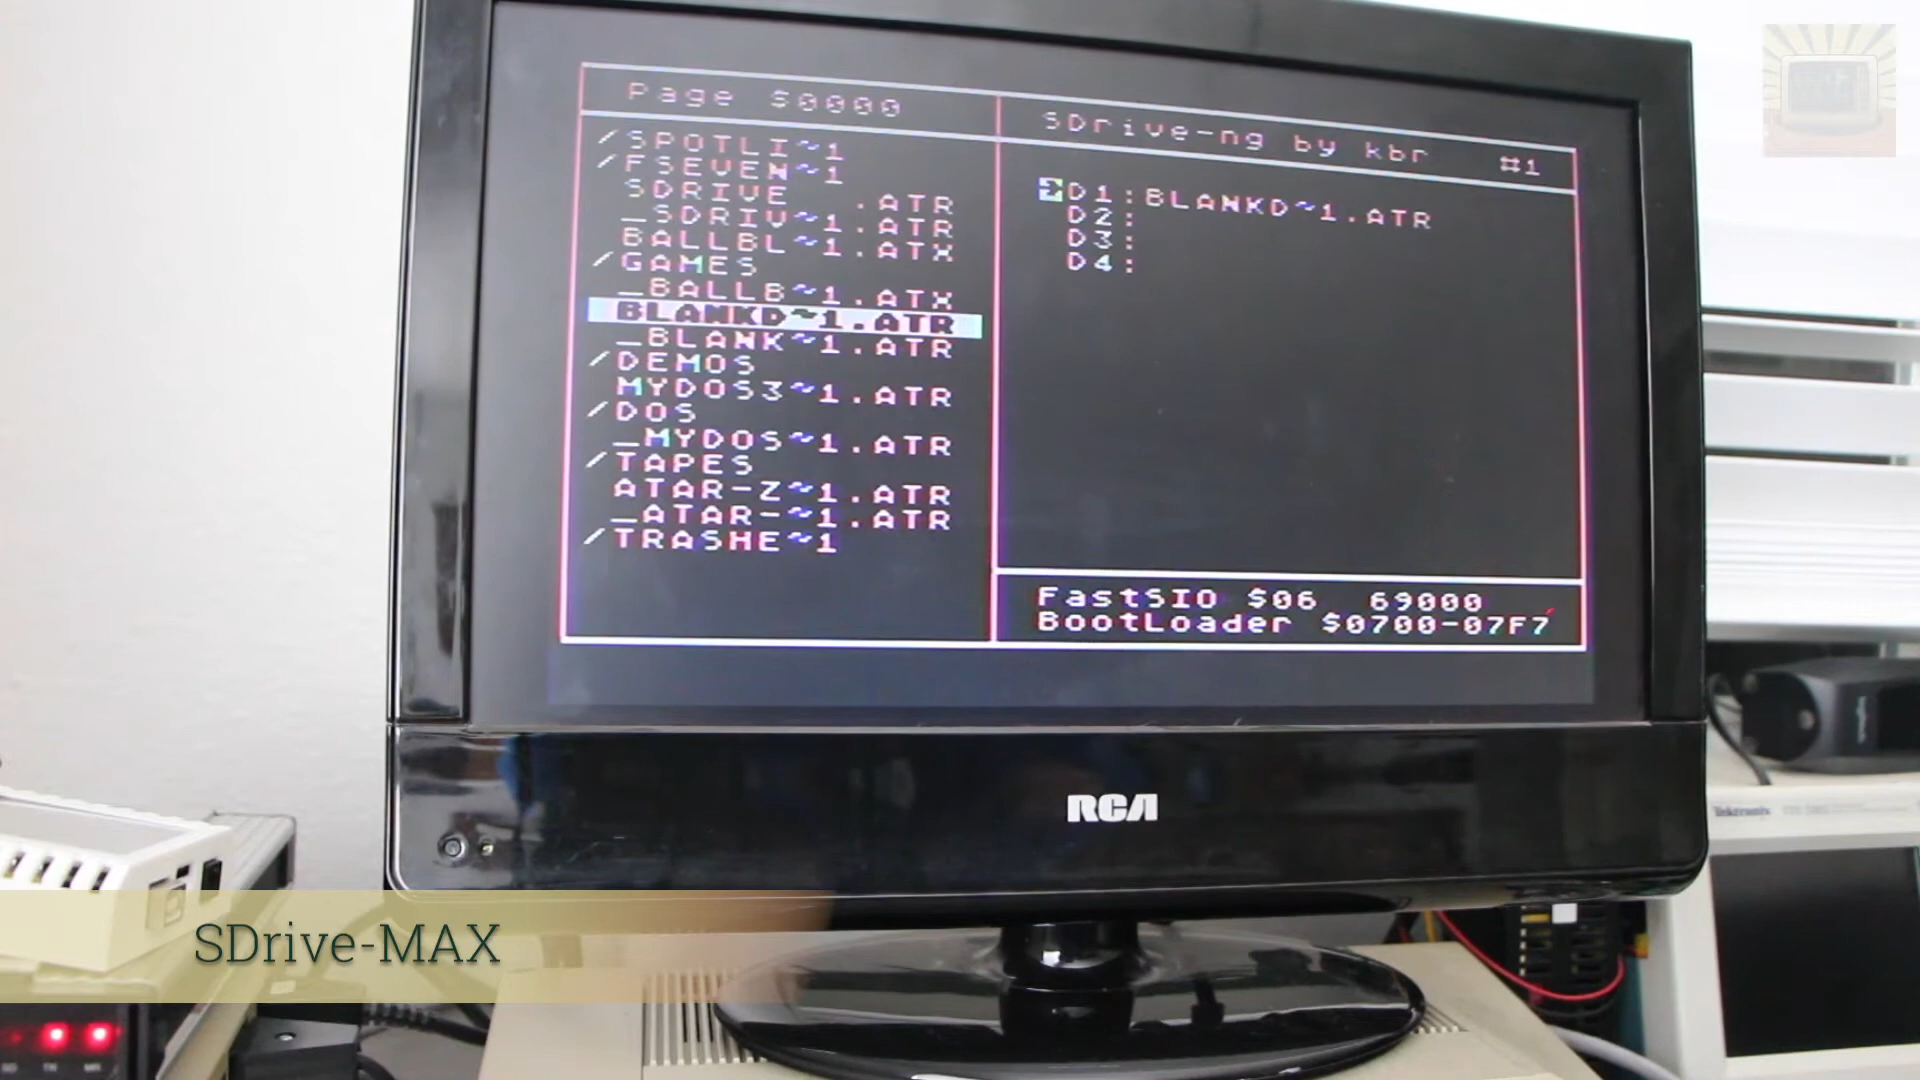 Page $0000
/SPOTLI~1
/FSEVEN~1
SDRIVE .ATR
_SDRIV~1.ATR
BALLBL~1.ATX
/GAMES
_BALLB~1.ATX
BLANKD~1.ATR
_BLANK~1.ATR
/DEMOS
MYDOS3~1.ATR
/DOS
_MYDOS~1.ATR
/TAPES
ATAR-Z~1.ATR
_ATAR-~1.ATR
/TRASHE~1
SDrive-ng by kbr #1
D1:BLANKD~1.ATR
D2:
D3:
D4:
FastSIO $06 69000
BootLoader $0700-07F7
RCA
Tektronix
SDrive-MAX